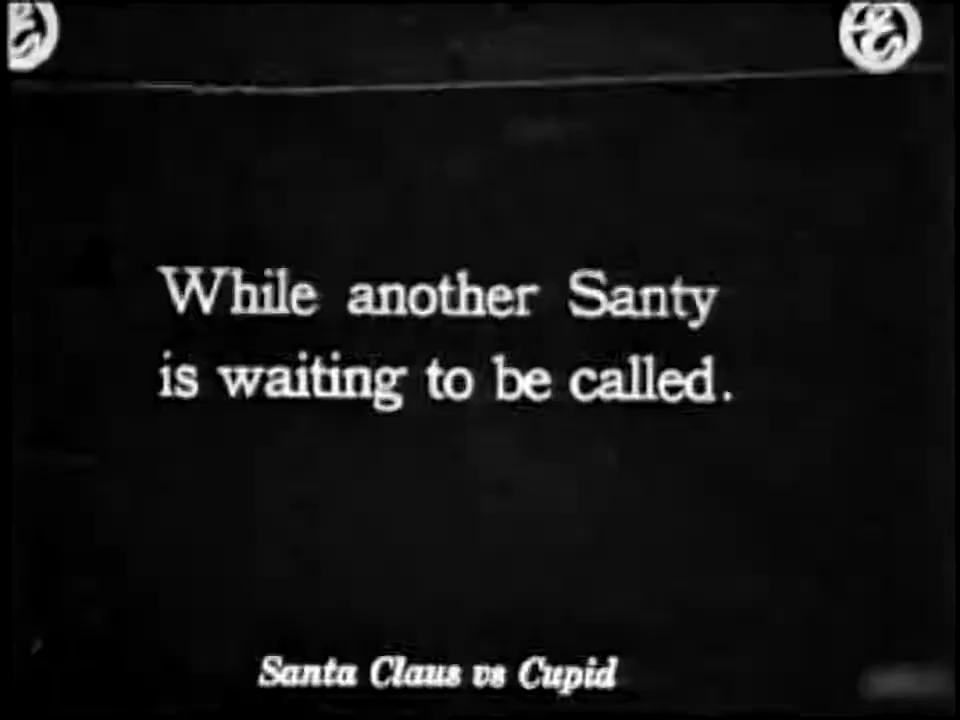 While another Santy
is waiting to be called.
Santa Claus vs Cupid